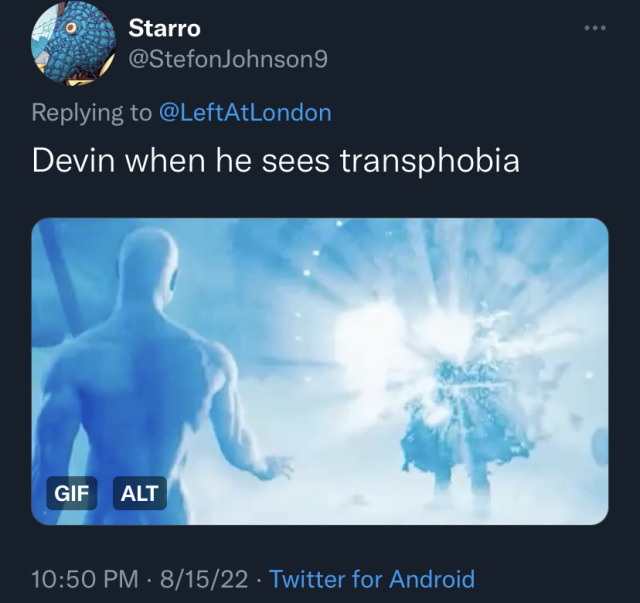 Starro
@StefonJohnson9
Replying to @LeftAtLondon
Devin when he sees transphobia
GIF ALT
10:50 PM · 8/15/22 · Twitter for Android